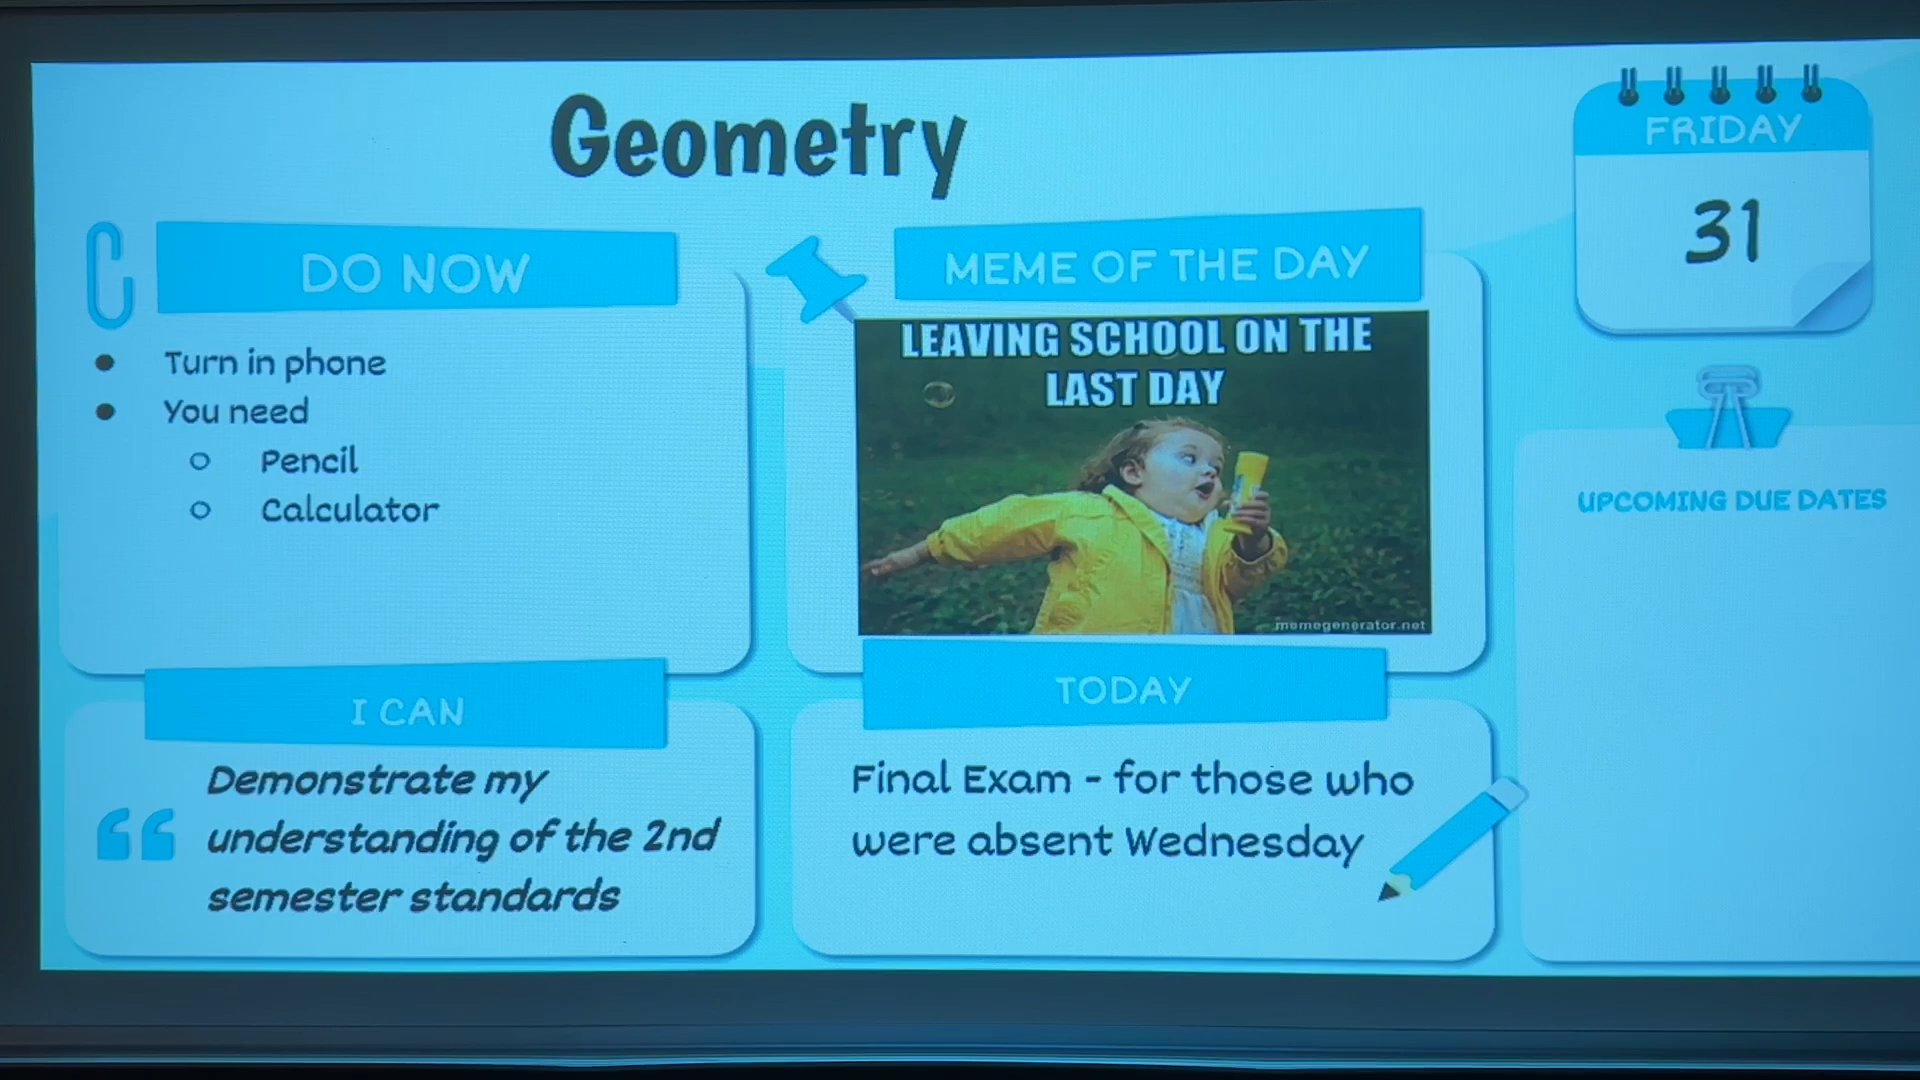 Geometry
FRIDAY
31
DO NOW
Turn in phone
You need
Pencil
Calculator
MEME OF THE DAY
LEAVING SCHOOL ON THE
LAST DAY
memegenerator.net
UPCOMING DUE DATES
I CAN
Demonstrate my
understanding of the 2nd
semester standards
TODAY
Final Exam - for those who
were absent Wednesday